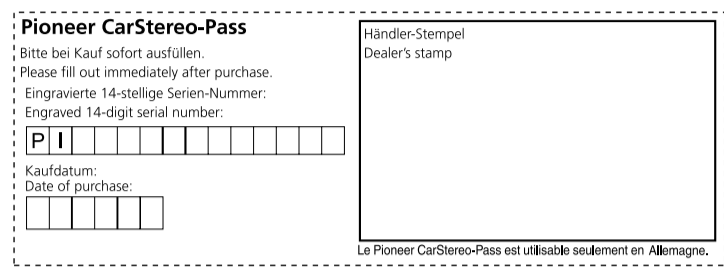 Pioneer CarStereo-Pass
Bitte bei Kauf sofort ausfüllen.
Please fill out immediately after purchase.
Eingravierte 14-stellige Serien-Nummer:
Engraved 14-digit serial number:
P I
Kaufdatum:
Date of purchase:
Händler-Stempel
Dealer's stamp
Le Pioneer CarStereo-Pass est utilisable seulement en Allemagne.